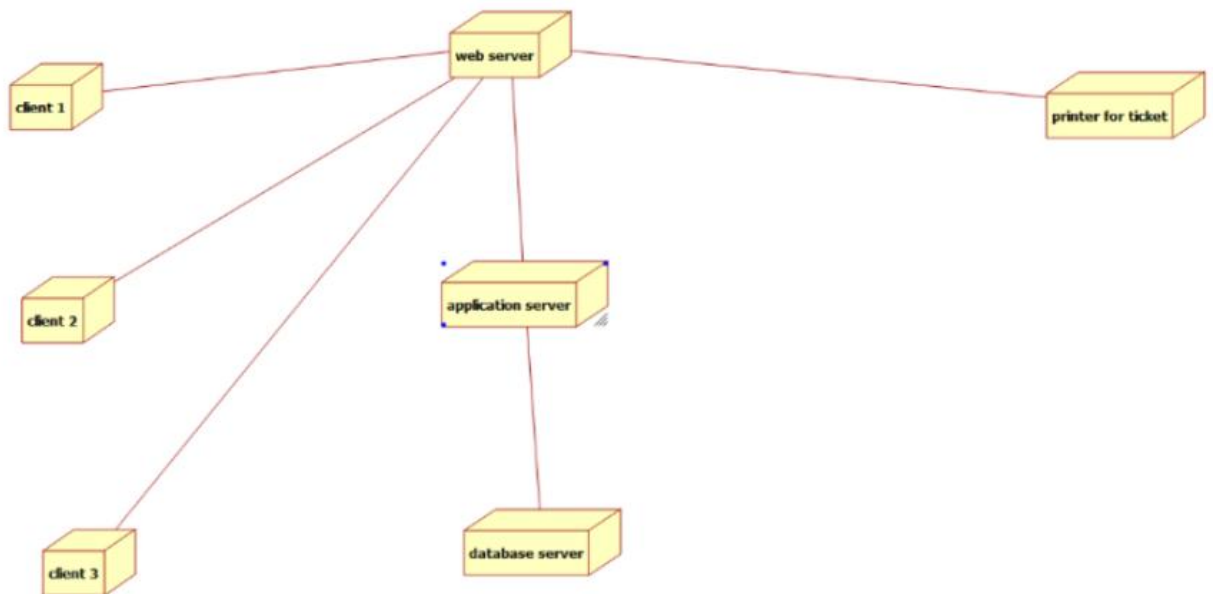 web server
client 1
printer for ticket
application server
client 2
database server
client 3